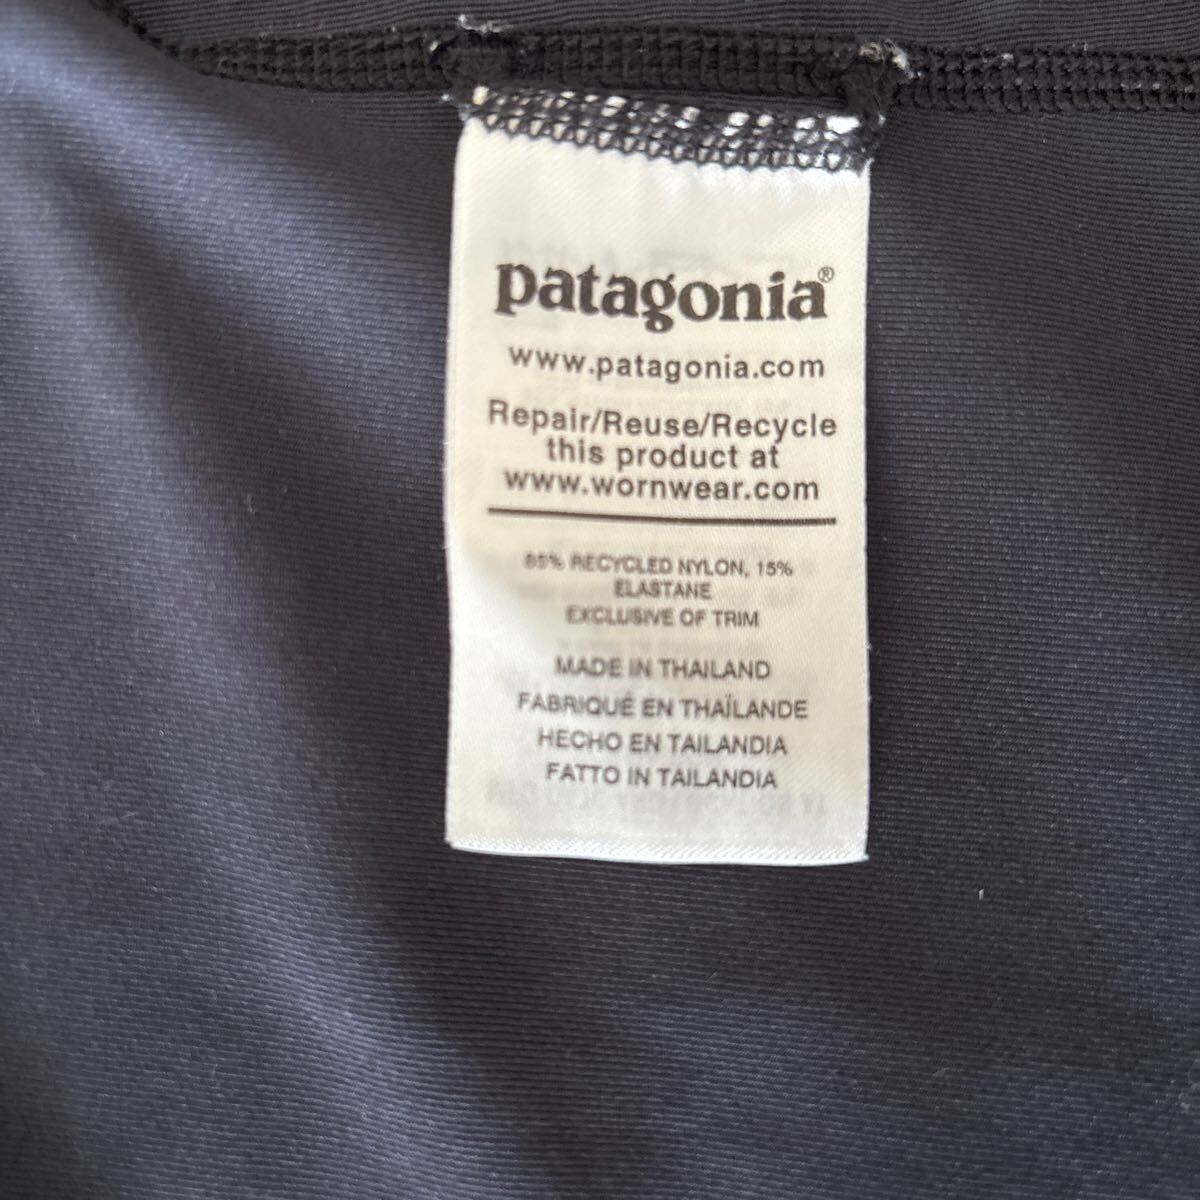 patagonia®
www.patagonia.com
Repair/Reuse/Recycle
this product at
www.wornwear.com
85% RECYCLED NYLON, 15%
ELASTANE
EXCLUSIVE OF TRIM
MADE IN THAILAND
FABRIQUÉ EN THAÏLANDE
HECHO EN TAILANDIA
FATTO IN TAILANDIA